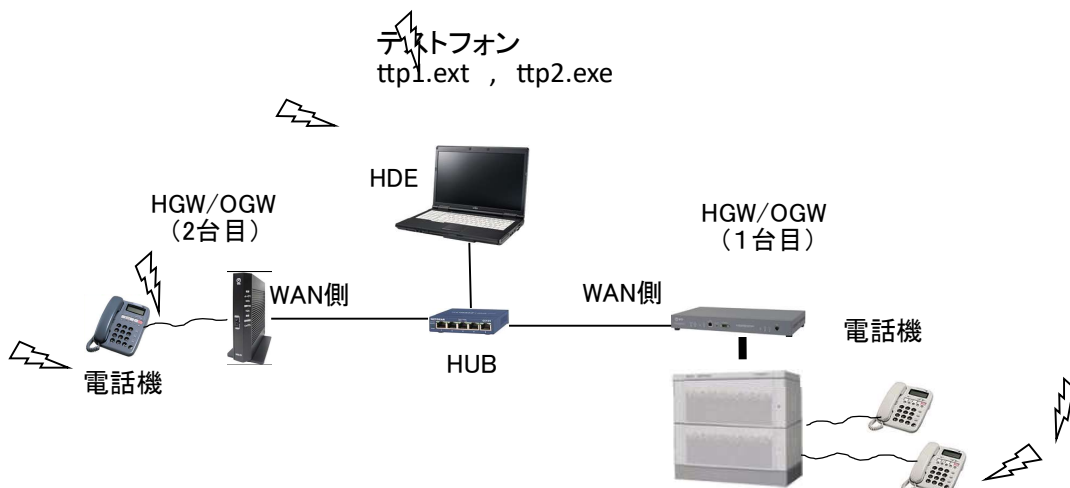 テストフォン
ttp1.ext , ttp2.exe
HDE
HGW/OGW
（2台目）
HGW/OGW
（１台目）
WAN側
WAN側
電話機
HUB
電話機